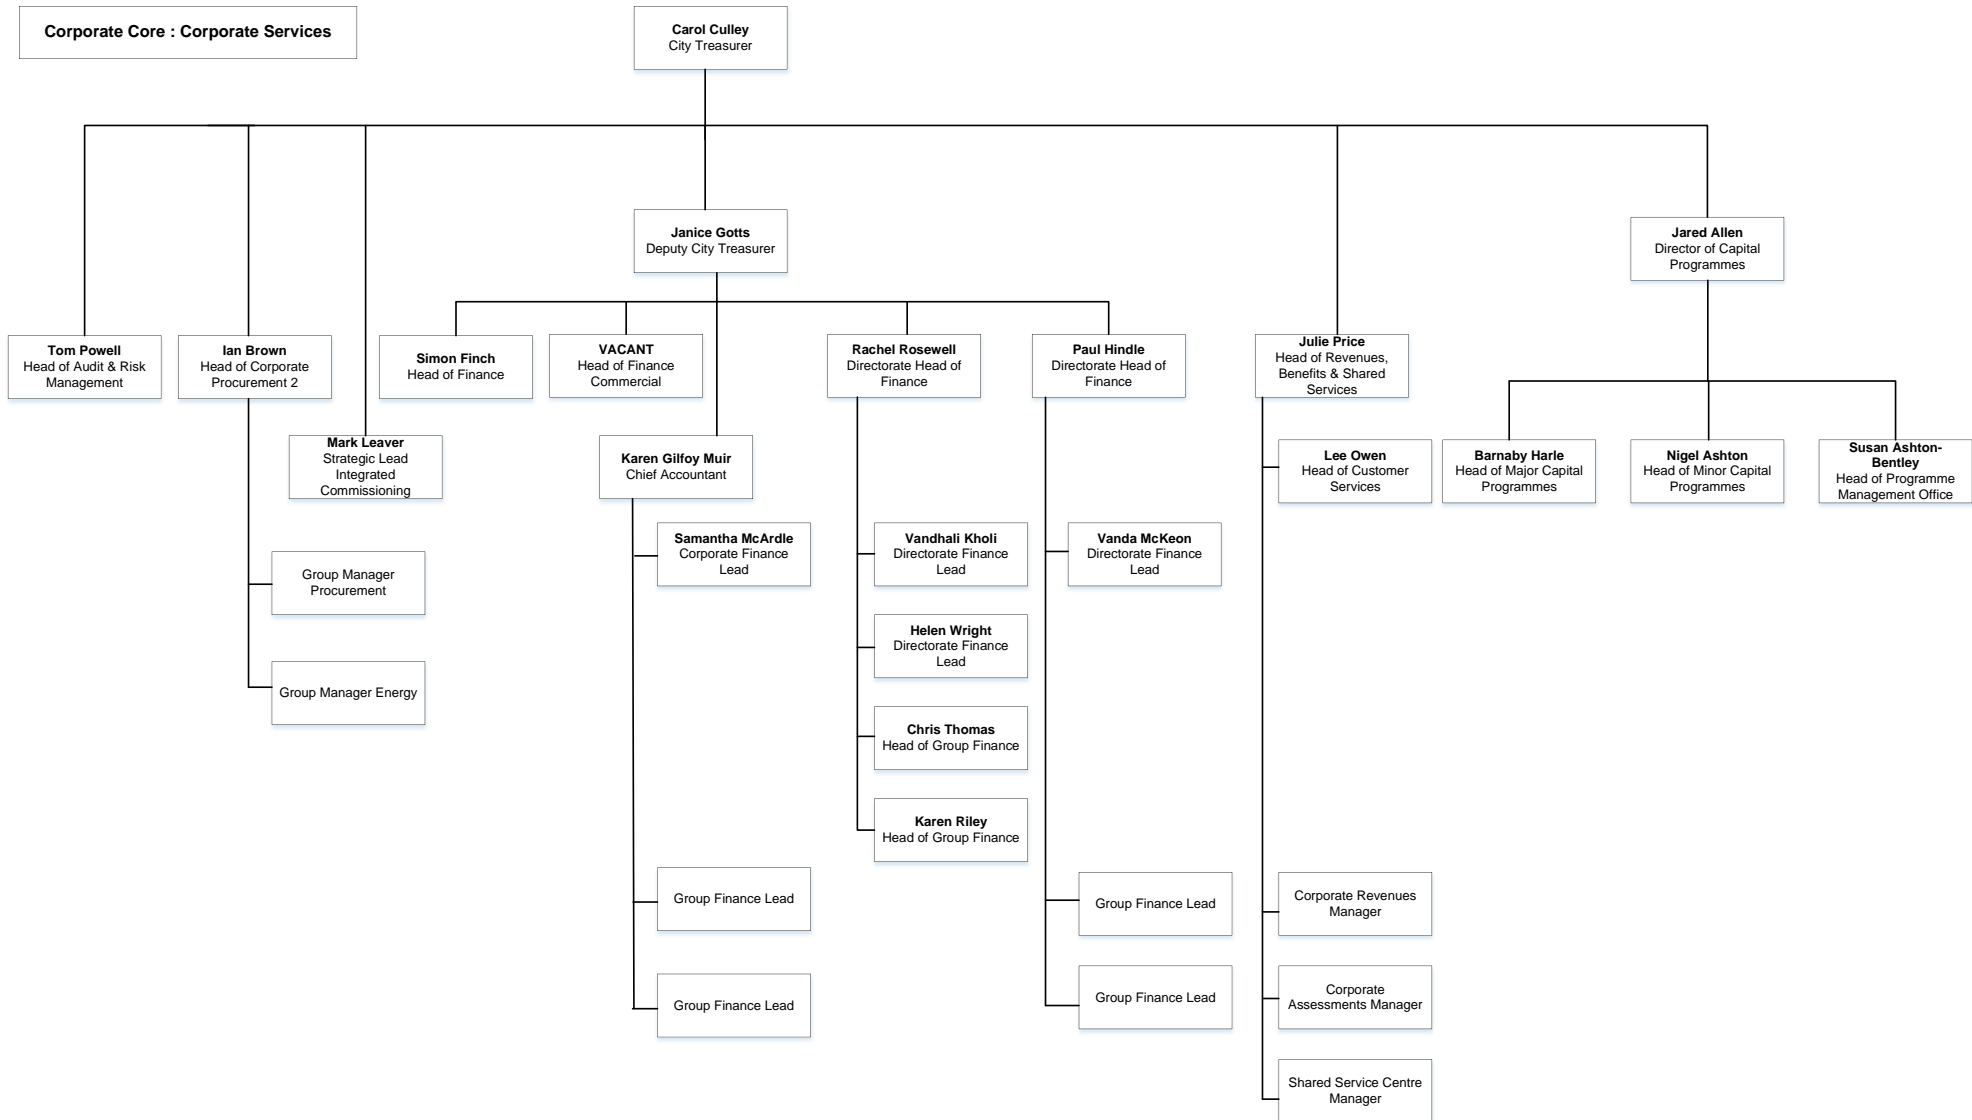 Corporate Core : Corporate Services
Carol Culley
City Treasurer
Janice Gotts
Deputy City Treasurer
Jared Allen
Director of Capital
Programmes
Tom Powell
Head of Audit & Risk
Management
Ian Brown
Head of Corporate
Procurement 2
Mark Leaver
Strategic Lead
Integrated
Commissioning
Simon Finch
Head of Finance
VACANT
Head of Finance
Commercial
Rachel Rosewell
Directorate Head of
Finance
Paul Hindle
Directorate Head of
Finance
Julie Price
Head of Revenues,
Benefits & Shared
Services
Karen Gilfoy Muir
Chief Accountant
Lee Owen
Head of Customer
Services
Barnaby Harle
Head of Major Capital
Programmes
Nigel Ashton
Head of Minor Capital
Programmes
Susan Ashton-
Bentley
Head of Programme
Management Office
Samantha McArdle
Corporate Finance
Lead
Vandhali Kholi
Directorate Finance
Lead
Vanda McKeon
Directorate Finance
Lead
Group Manager
Procurement
Helen Wright
Directorate Finance
Lead
Group Manager Energy
Chris Thomas
Head of Group Finance
Karen Riley
Head of Group Finance
Group Finance Lead
Group Finance Lead
Corporate Revenues
Manager
Group Finance Lead
Group Finance Lead
Corporate
Assessments Manager
Shared Service Centre
Manager